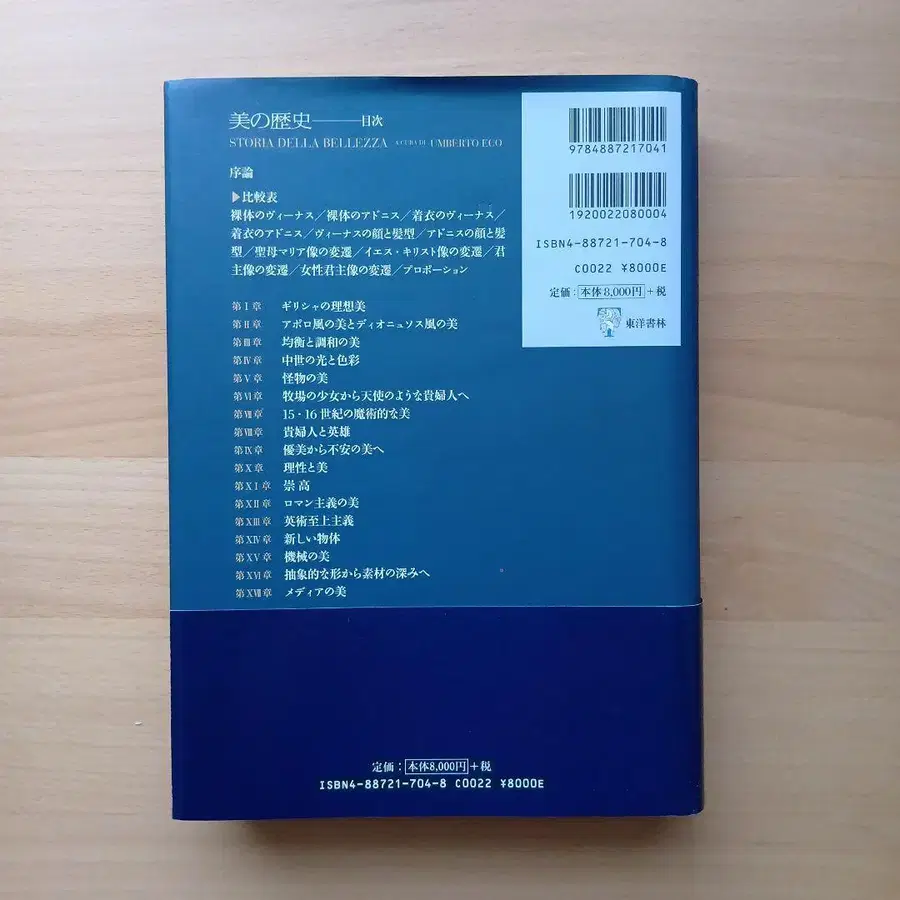 美の歴史――目次
STORIA DELLA BELLEZZA A CURA DI UMBERTO ECO
序論
▶比較表
裸体のヴィーナス／裸体のアドニス／着衣のヴィーナス／
着衣のアドニス／ヴィーナスの顔と髪型／アドニスの顔と髪
型／聖母マリア像の変遷／イエス・キリスト像の変遷／君
主像の変遷／女性君主像の変遷／プロポーション
第Ⅰ章 ギリシャの理想美
第Ⅱ章 アポロ風の美とディオニュソス風の美
第Ⅲ章 均衡と調和の美
第Ⅳ章 中世の光と色彩
第Ⅴ章 怪物の美
第Ⅵ章 牧場の少女から天使のような貴婦人へ
第Ⅶ章 15・16世紀の魔術的な美
第Ⅷ章 貴婦人と英雄
第Ⅸ章 優美から不安の美へ
第Ⅹ章 理性と美
第ⅩⅠ章 崇高
第ⅩⅡ章 ロマン主義の美
第ⅩⅢ章 芸術至上主義
第ⅩⅣ章 新しい物体
第ⅩⅤ章 機械の美
第ⅩⅥ章 抽象的な形から素材の深みへ
第ⅩⅦ章 メディアの美
9784887217041
1920022080004
ISBN4-88721-704-8
C0022 ¥8000E
定価：本体8,000円＋税
東洋書林
定価：本体8,000円＋税
ISBN4-88721-704-8 C0022 ¥8000E